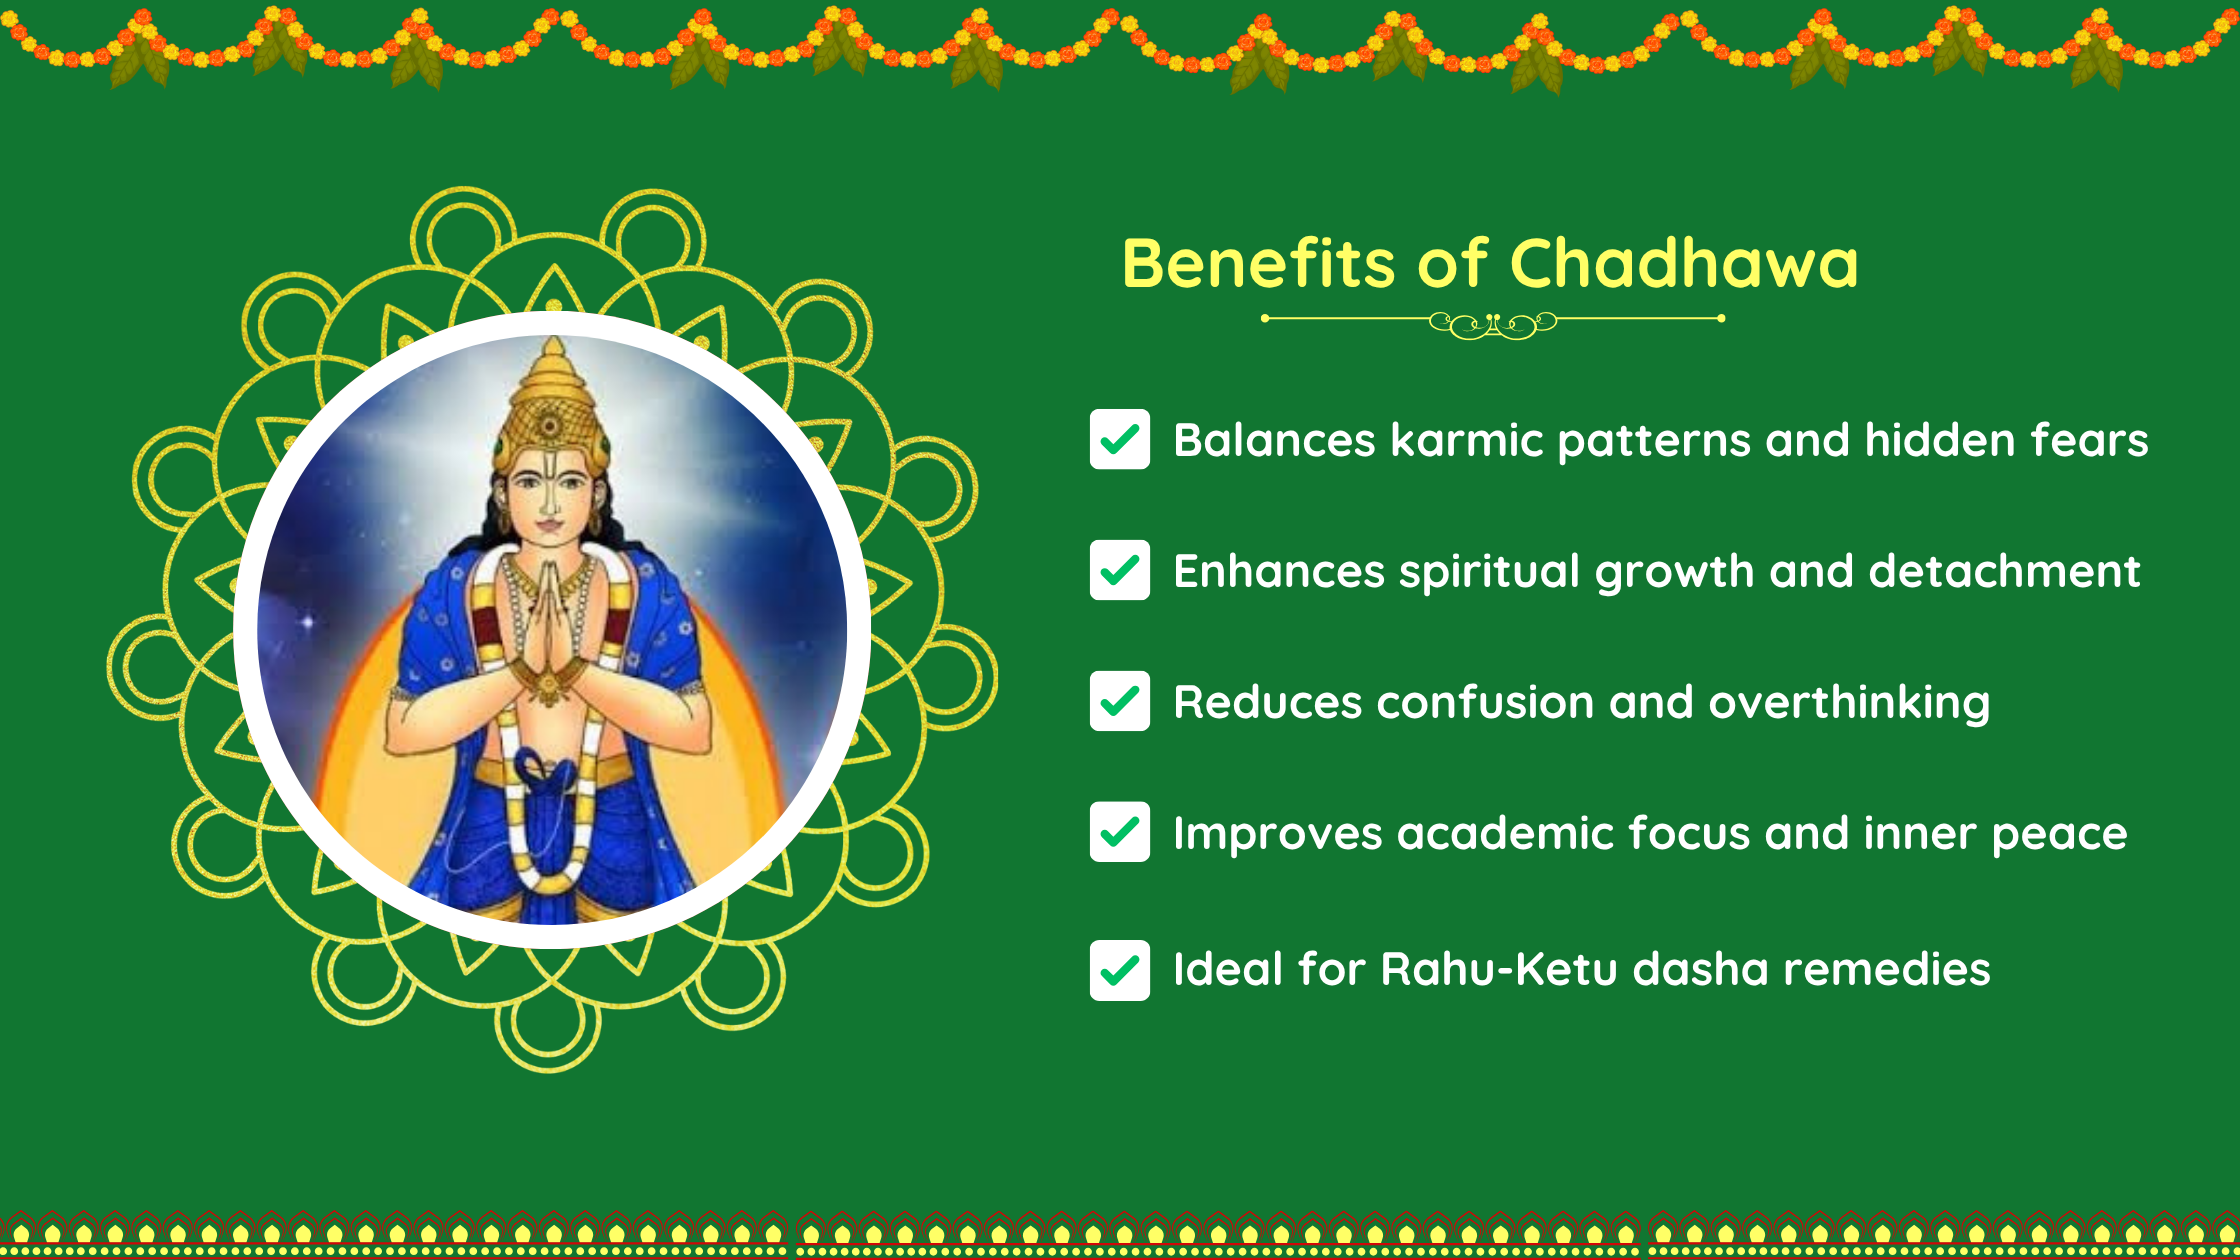 Benefits of Chadhawa
Balances karmic patterns and hidden fears
Enhances spiritual growth and detachment
Reduces confusion and overthinking
Improves academic focus and inner peace
Ideal for Rahu-Ketu dasha remedies